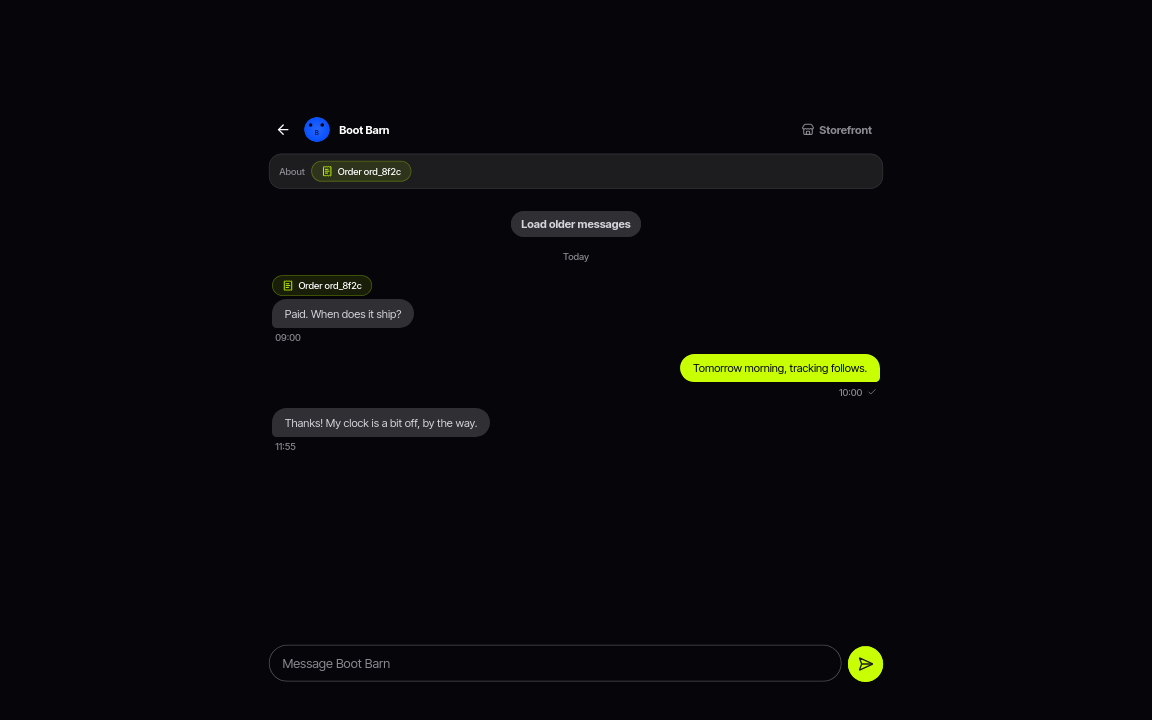 Boot Barn
Storefront
About
Order ord_8f2c
Load older messages
Today
Order ord_8f2c
Paid. When does it ship?
09:00
Tomorrow morning, tracking follows.
10:00
Thanks! My clock is a bit off, by the way.
11:55
Message Boot Barn